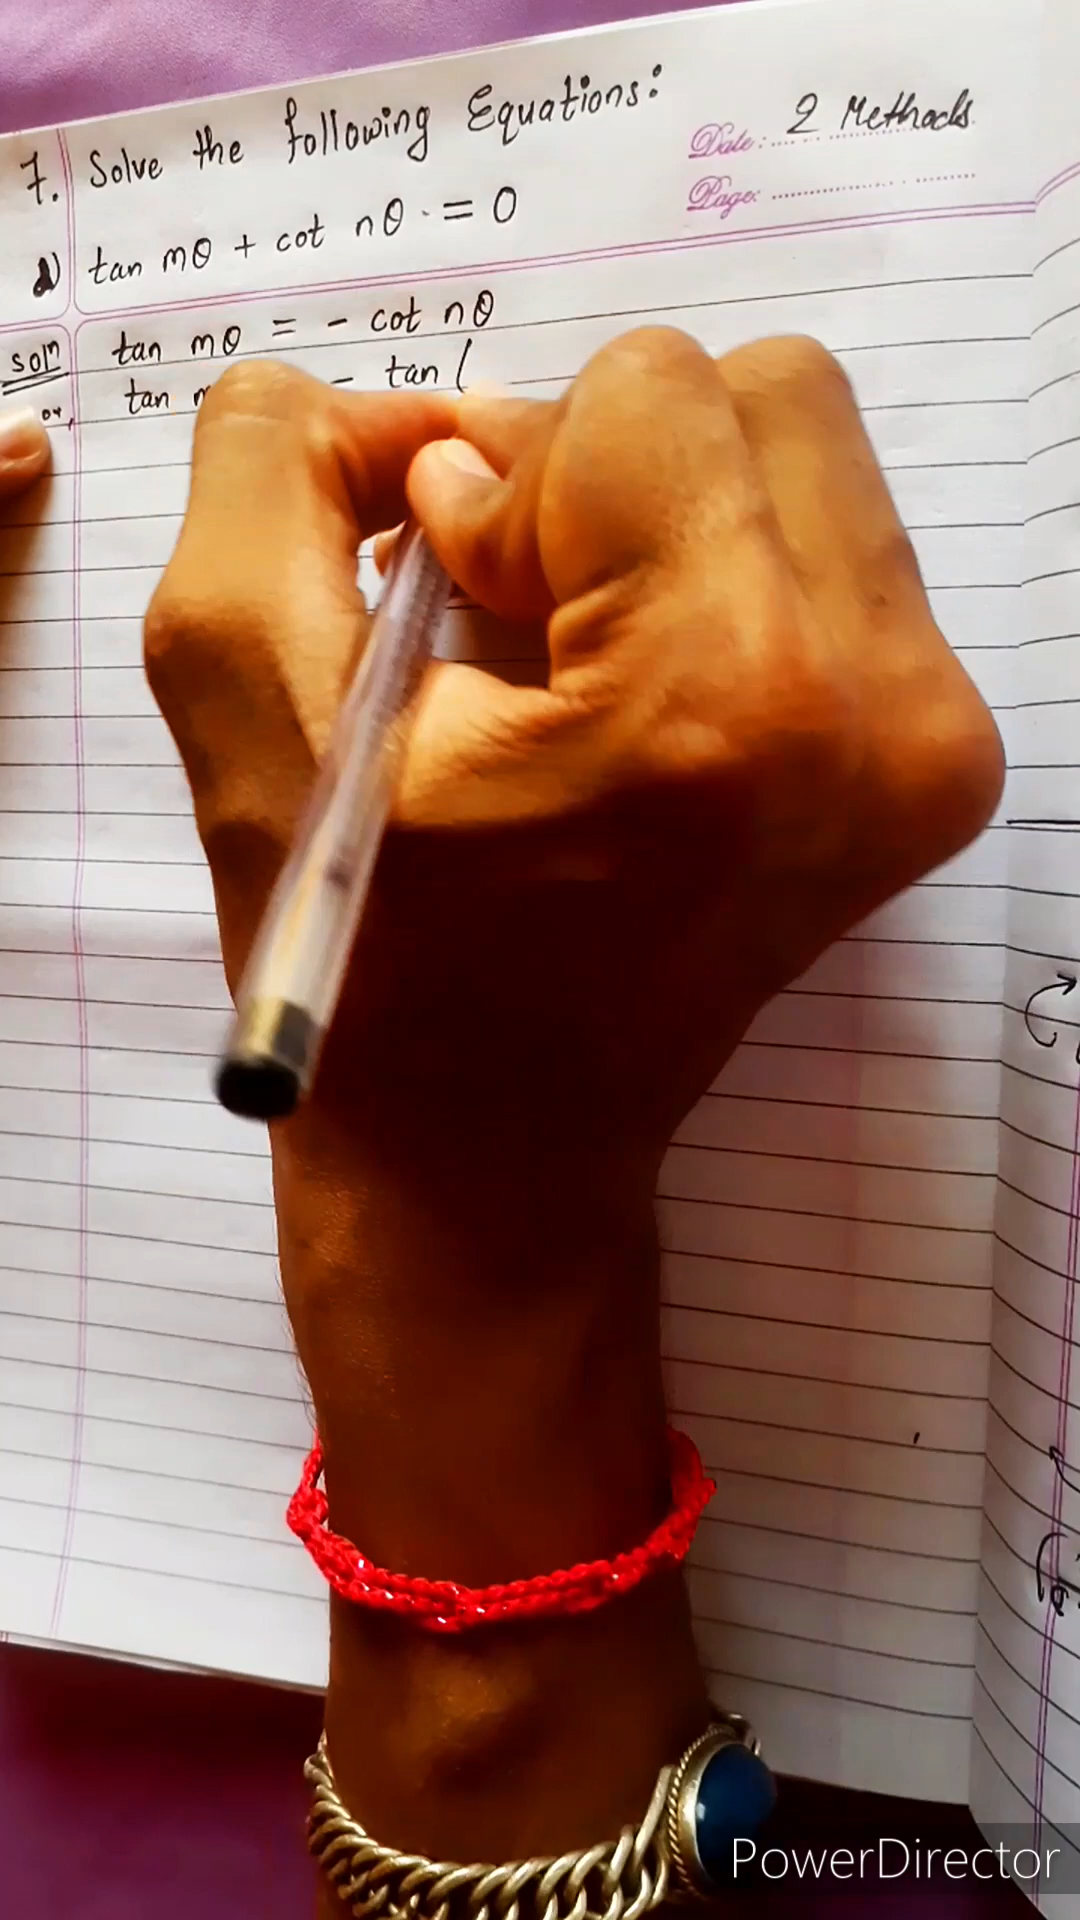 7. Solve the following Equations:
2 Methods
Date:
Page:
a) tan mθ + cot nθ = 0
solⁿ tan mθ = - cot nθ
or, tan m - tan (
PowerDirector